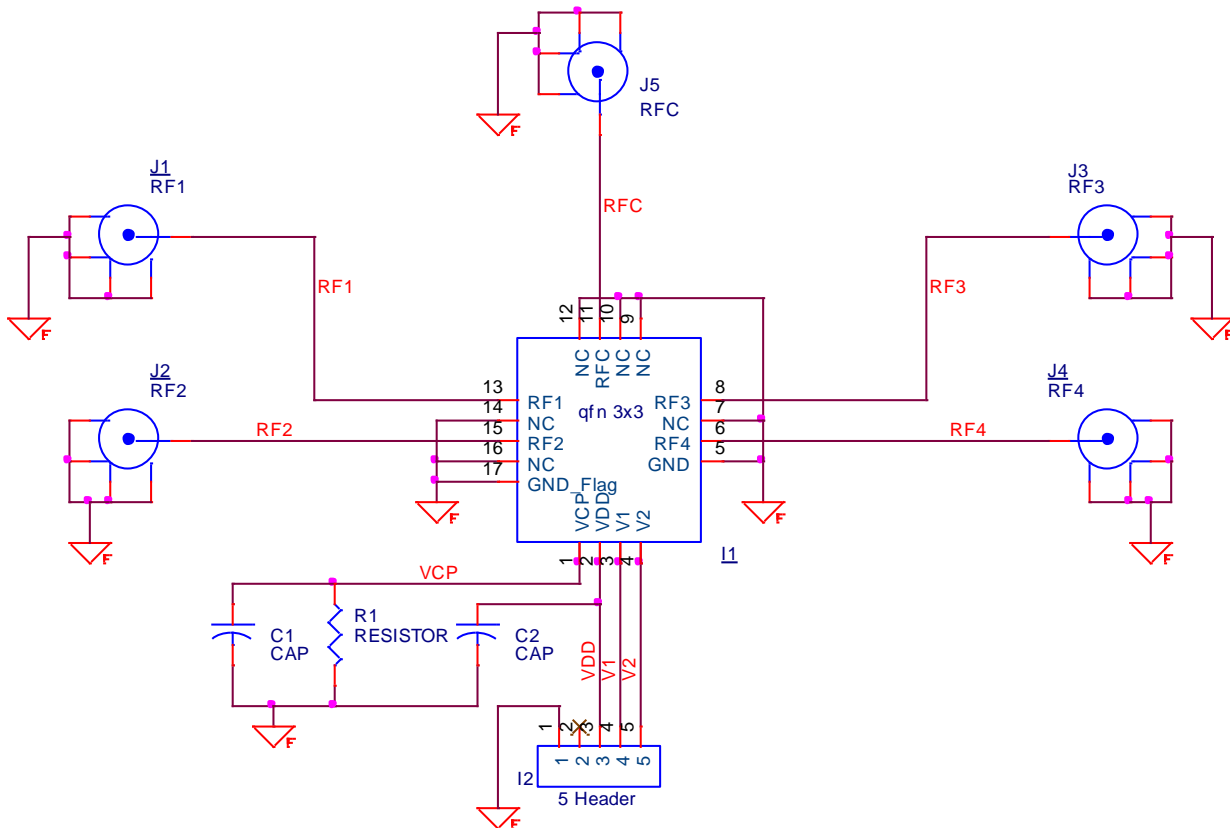 J5
RFC
J1
RF1
J3
RF3
RFC
F
RF1
RF3
F
F
12
11
10
9
NC
RFC
NC
NC
J2
RF2
J4
RF4
13
14
15
16
17
RF1
NC
RF2
NC
GND_Flag
qfn 3x3
RF3
NC
RF4
GND
8
7
6
5
RF2
RF4
F
F
VCP
VDD
V1
V2
F
F
I1
1
2
3
4
VCP
C1
CAP
R1
RESISTOR
C2
CAP
VDD
V1
V2
F
1
2
3
4
5
I2
1
2
3
4
5
5 Header
F